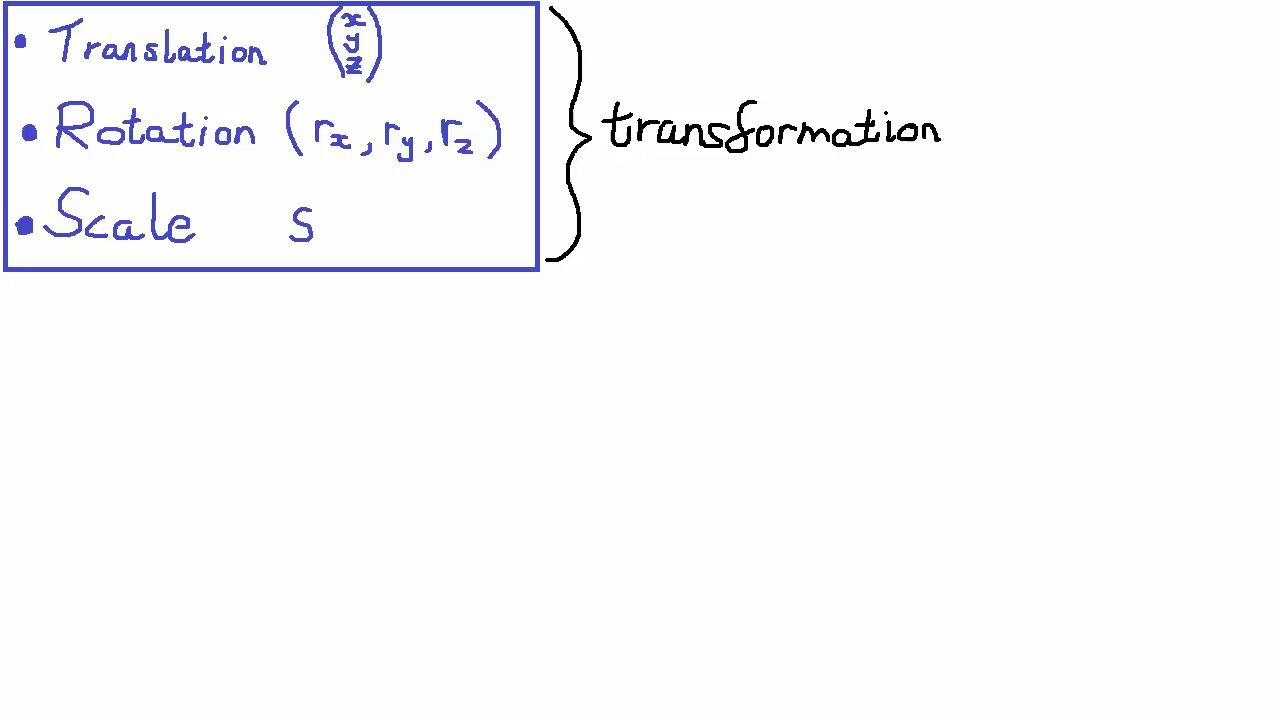 • Translation (x y z)
• Rotation (rx, ry, rz)
• Scale s
transformation